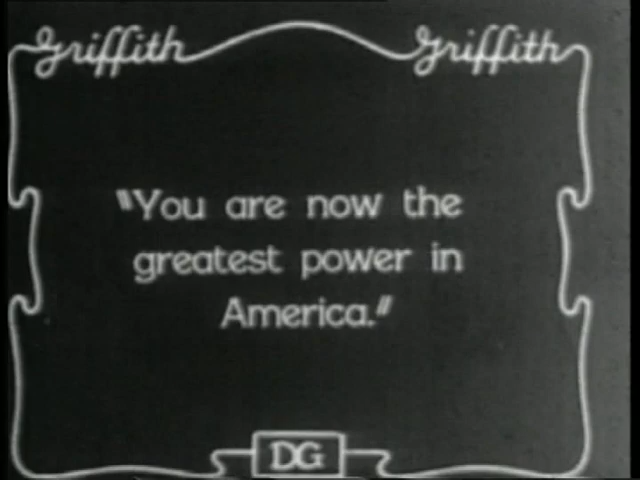 Griffith Griffith
"You are now the
greatest power in
America."
DG